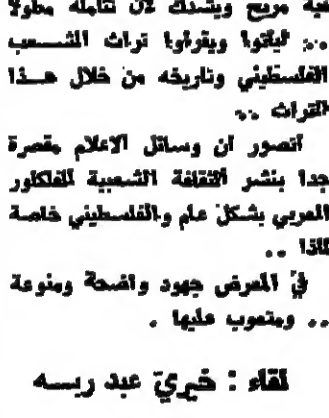 فيه مريح ويشدك لان تتأمله مطولا
.. ليأتوا ويقرأوا تراث الشعب
الفلسطيني وتاريخه من خلال هذا
التراث ..
أتصور ان وسائل الاعلام مقصرة
جدا بنشر الثقافة الشعبية للفلكلور
العربي بشكل عام والفلسطيني خاصة
لماذا ..
في المعرض جهود واضحة ومنوعة
.. ومتعوب عليها .
لقاء : خيري عبد ريسه